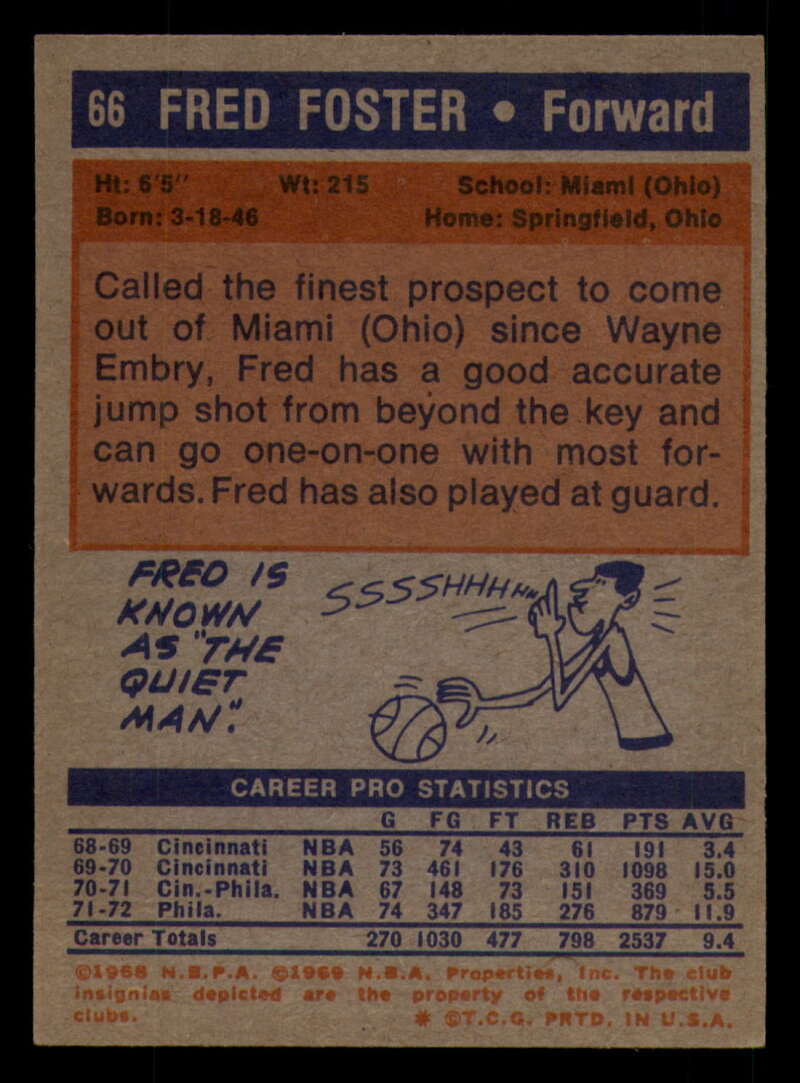 66 FRED FOSTER • Forward
Ht: 6'5" Wt: 215 School: Miami (Ohio)
Born: 3-18-46 Home: Springfield, Ohio
Called the finest prospect to come
out of Miami (Ohio) since Wayne
Embry, Fred has a good accurate
jump shot from beyond the key and
can go one-on-one with most for-
wards. Fred has also played at guard.
FRED IS
KNOWN
AS "THE
QUIET
MAN".
SSSSHHHHHH
CAREER PRO STATISTICS
G FG FT REB PTS AVG
68-69 Cincinnati NBA 56 74 43 61 191 3.4
69-70 Cincinnati NBA 73 461 176 310 1098 15.0
70-71 Cin.-Phila. NBA 67 148 73 151 369 5.5
71-72 Phila. NBA 74 347 185 276 879 11.9
Career Totals 270 1030 477 798 2537 9.4
©1968 N.B.P.A. ©1969 N.B.A. Properties, Inc. The club
insignias depicted are the property of the respective
clubs. * ©T.C.G. PRTD. IN U.S.A.